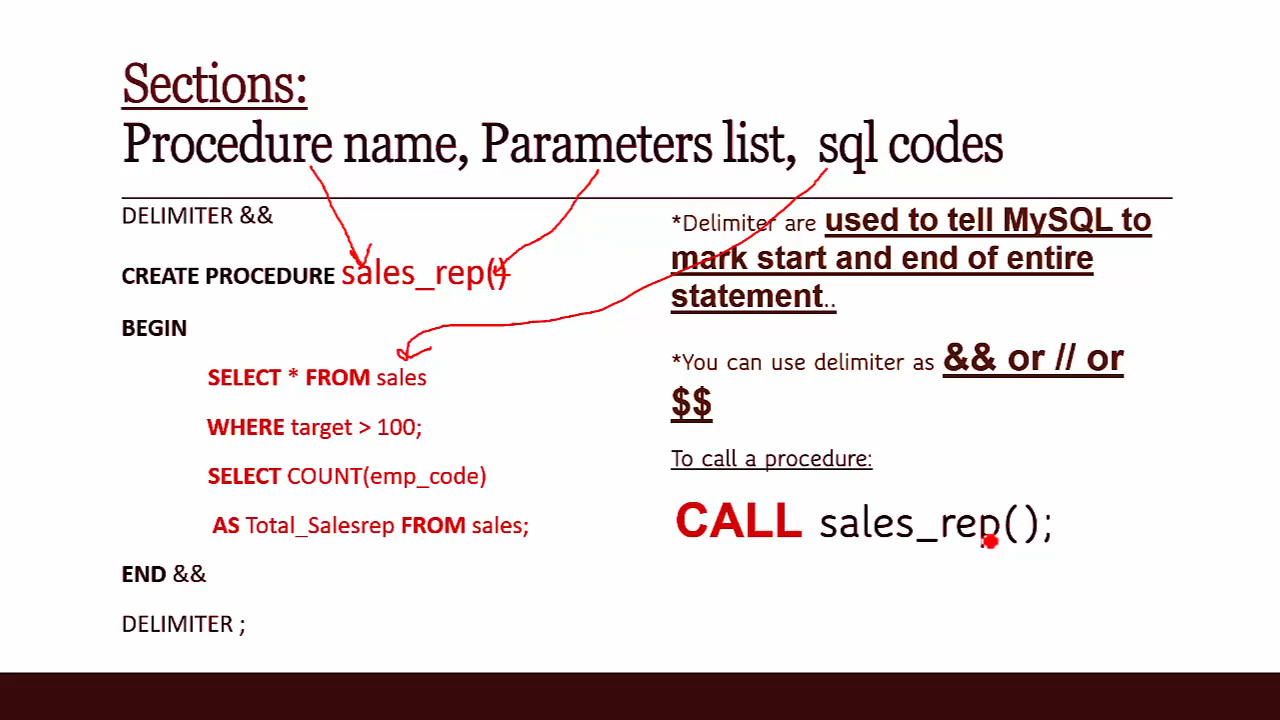 Sections:
Procedure name, Parameters list, sql codes
DELIMITER &&
CREATE PROCEDURE sales_rep()
BEGIN
SELECT * FROM sales
WHERE target > 100;
SELECT COUNT(emp_code)
AS Total_Salesrep FROM sales;
END &&
DELIMITER ;
*Delimiter are used to tell MySQL to
mark start and end of entire
statement..
*You can use delimiter as && or // or
$$
To call a procedure:
CALL sales_rep();